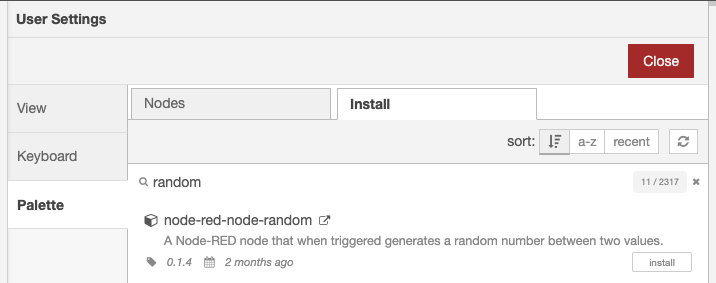 User Settings
Close
View
Keyboard
Palette
Nodes
Install
sort: a-z recent
random 11 / 2317
node-red-node-random
A Node-RED node that when triggered generates a random number between two values.
0.1.4 2 months ago install